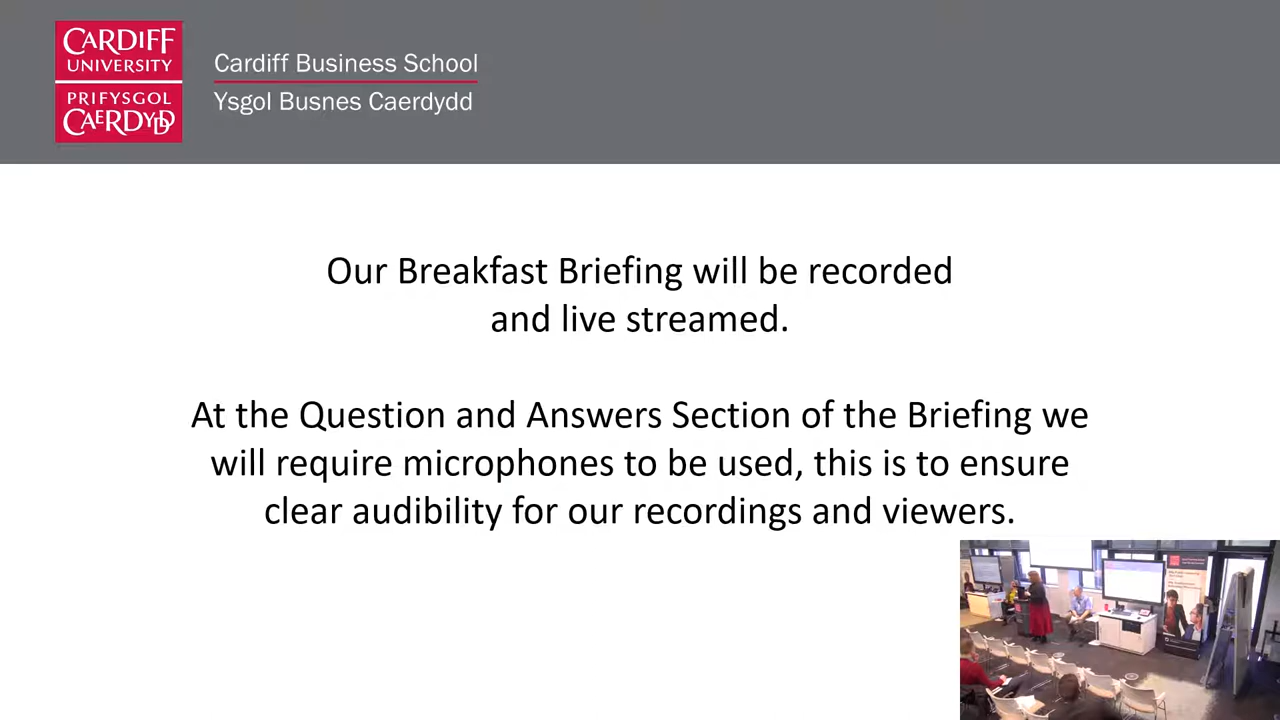 CARDIFF
UNIVERSITY
PRIFYSGOL
CAERDYDD
Cardiff Business School
Ysgol Busnes Caerdydd
Our Breakfast Briefing will be recorded
and live streamed.
At the Question and Answers Section of the Briefing we
will require microphones to be used, this is to ensure
clear audibility for our recordings and viewers.